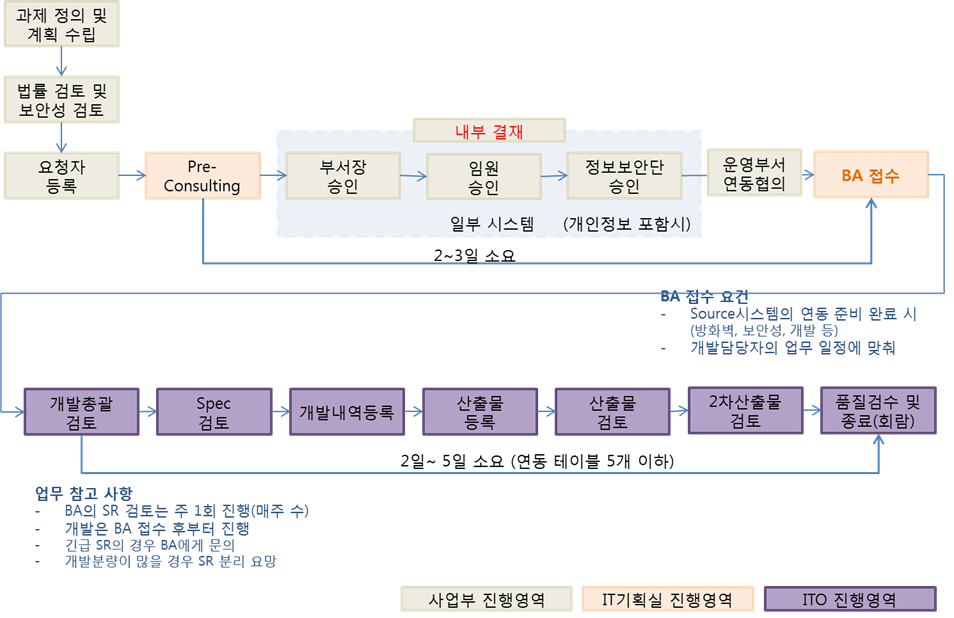 과제 정의 및
계획 수립
법률 검토 및
보안성 검토
요청자
등록
Pre-
Consulting
내부 결재
부서장
승인
임원
승인
정보보안단
승인
일부 시스템
(개인정보 포함시)
운영부서
연동협의
BA 접수
2~3일 소요
BA 접수 요건
- Source시스템의 연동 준비 완료 시
(방화벽, 보안성, 개발 등)
- 개발담당자의 업무 일정에 맞춰
개발총괄
검토
Spec
검토
개발내역등록
산출물
등록
산출물
검토
2차산출물
검토
품질검수 및
종료(회람)
2일~ 5일 소요 (연동 테이블 5개 이하)
업무 참고 사항
- BA의 SR 검토는 주 1회 진행(매주 수)
- 개발은 BA 접수 후부터 진행
- 긴급 SR의 경우 BA에게 문의
- 개발분량이 많을 경우 SR 분리 요망
사업부 진행영역
IT기획실 진행영역
ITO 진행영역